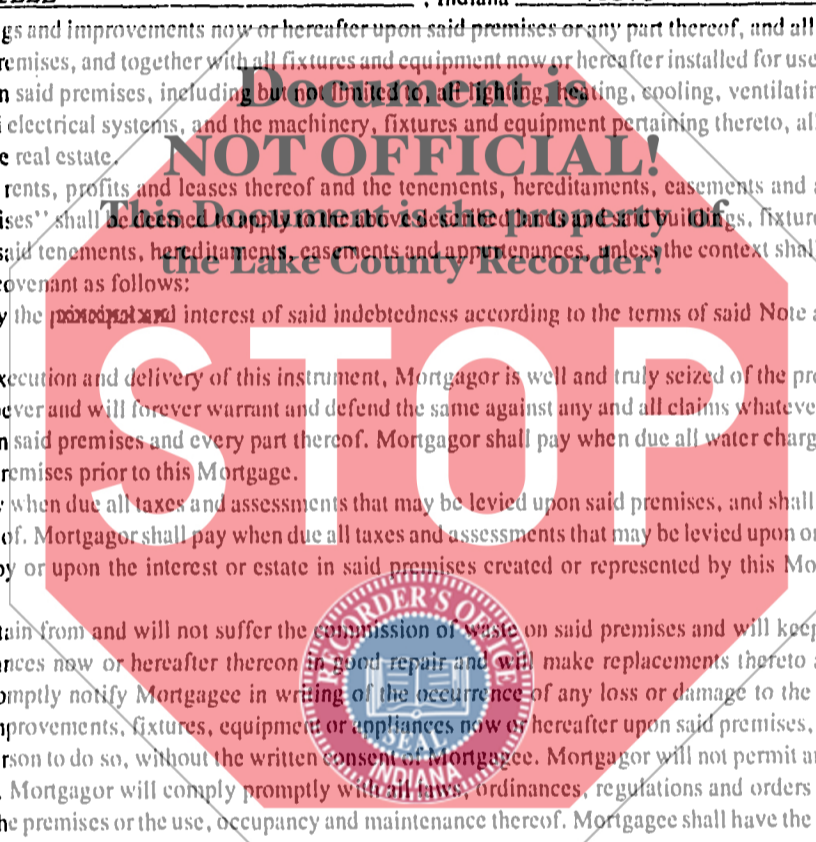 , Indiana
gs and improvements now or hereafter upon said premises or any part thereof, and all
remises, and together with all fixtures and equipment now or hereafter installed for use
n said premises, including but not limited to, all lighting, heating, cooling, ventilatin
Document is
electrical systems, and the machinery, fixtures and equipment pertaining thereto, al
e real estate.
NOT OFFICIAL!
rents, profits and leases thereof and the tenements, hereditaments, easements and a
ises" shall be deemed to apply to the above described lands and said buildings, fixture
This Document is the property of
said tenements, hereditaments, easements and appurtenances, unless the context shal
the Lake County Recorder!
ovenant as follows:
y the principal and interest of said indebtedness according to the terms of said Note a
STOP
xecution and delivery of this instrument, Mortgagor is well and truly seized of the pre
ever and will forever warrant and defend the same against any and all claims whateve
n said premises and every part thereof. Mortgagor shall pay when due all water charg
remises prior to this Mortgage.
y when due all taxes and assessments that may be levied upon said premises, and shall
of. Mortgagor shall pay when due all taxes and assessments that may be levied upon or
by or upon the interest or estate in said premises created or represented by this Mo
RECORDER'S OFFICE
tain from and will not suffer the commission of waste on said premises and will keep
ances now or hereafter thereon in good repair and will make replacements thereto a
omptly notify Mortgagee in writing of the occurrence of any loss or damage to the
mprovements, fixtures, equipment or appliances now or hereafter upon said premises,
SEAL
rson to do so, without the written consent of Mortgagee. Mortgagor will not permit an
INDIANA
. Mortgagor will comply promptly with all laws, ordinances, regulations and orders
he premises or the use, occupancy and maintenance thereof. Mortgagee shall have the